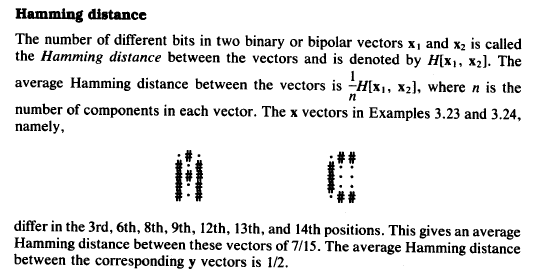 Hamming distance
The number of different bits in two binary or bipolar vectors x₁ and x₂ is called
the Hamming distance between the vectors and is denoted by H[x₁, x₂]. The
average Hamming distance between the vectors is 1/n H[x₁, x₂], where n is the
number of components in each vector. The x vectors in Examples 3.23 and 3.24,
namely,
. # .    . # #
# . #    # . .
# # #    # . .
# . #    # . .
# . #    . # #
differ in the 3rd, 6th, 8th, 9th, 12th, 13th, and 14th positions. This gives an average
Hamming distance between these vectors of 7/15. The average Hamming distance
between the corresponding y vectors is 1/2.